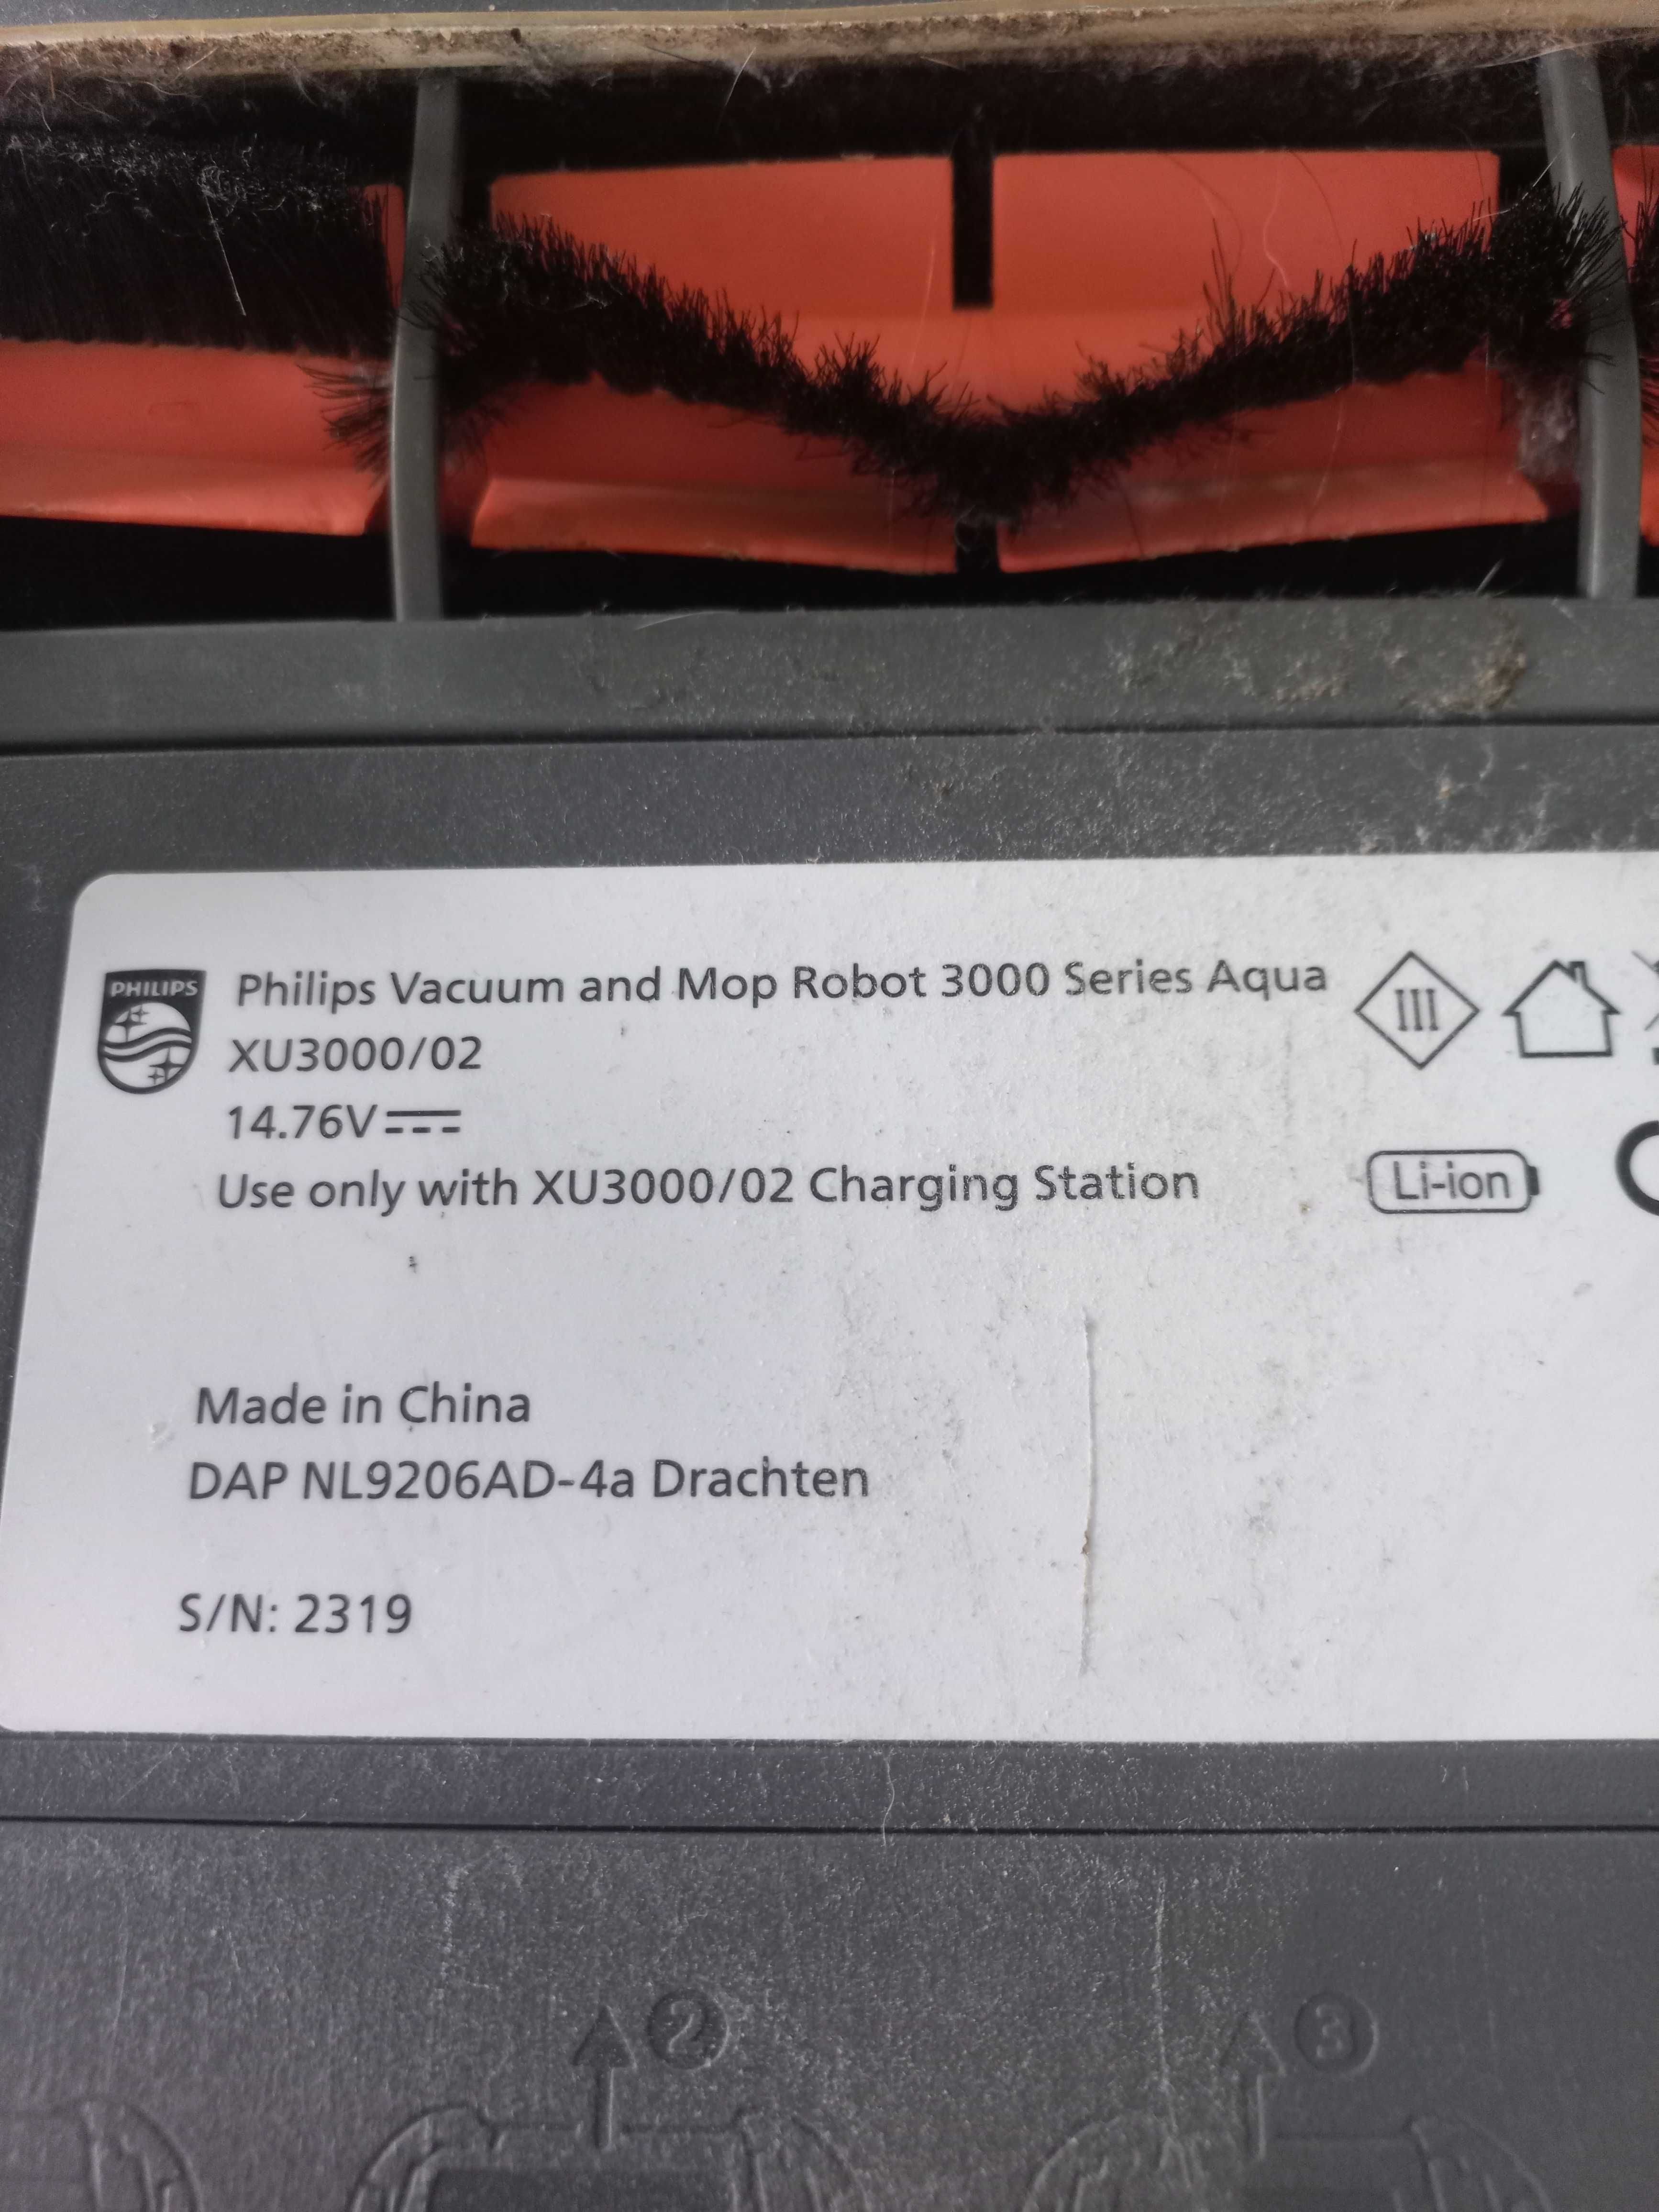 PHILIPS
Philips Vacuum and Mop Robot 3000 Series Aqua
XU3000/02
14.76V
Use only with XU3000/02 Charging Station
III
Li-ion
Made in China
DAP NL9206AD-4a Drachten
S/N: 2319
2
3